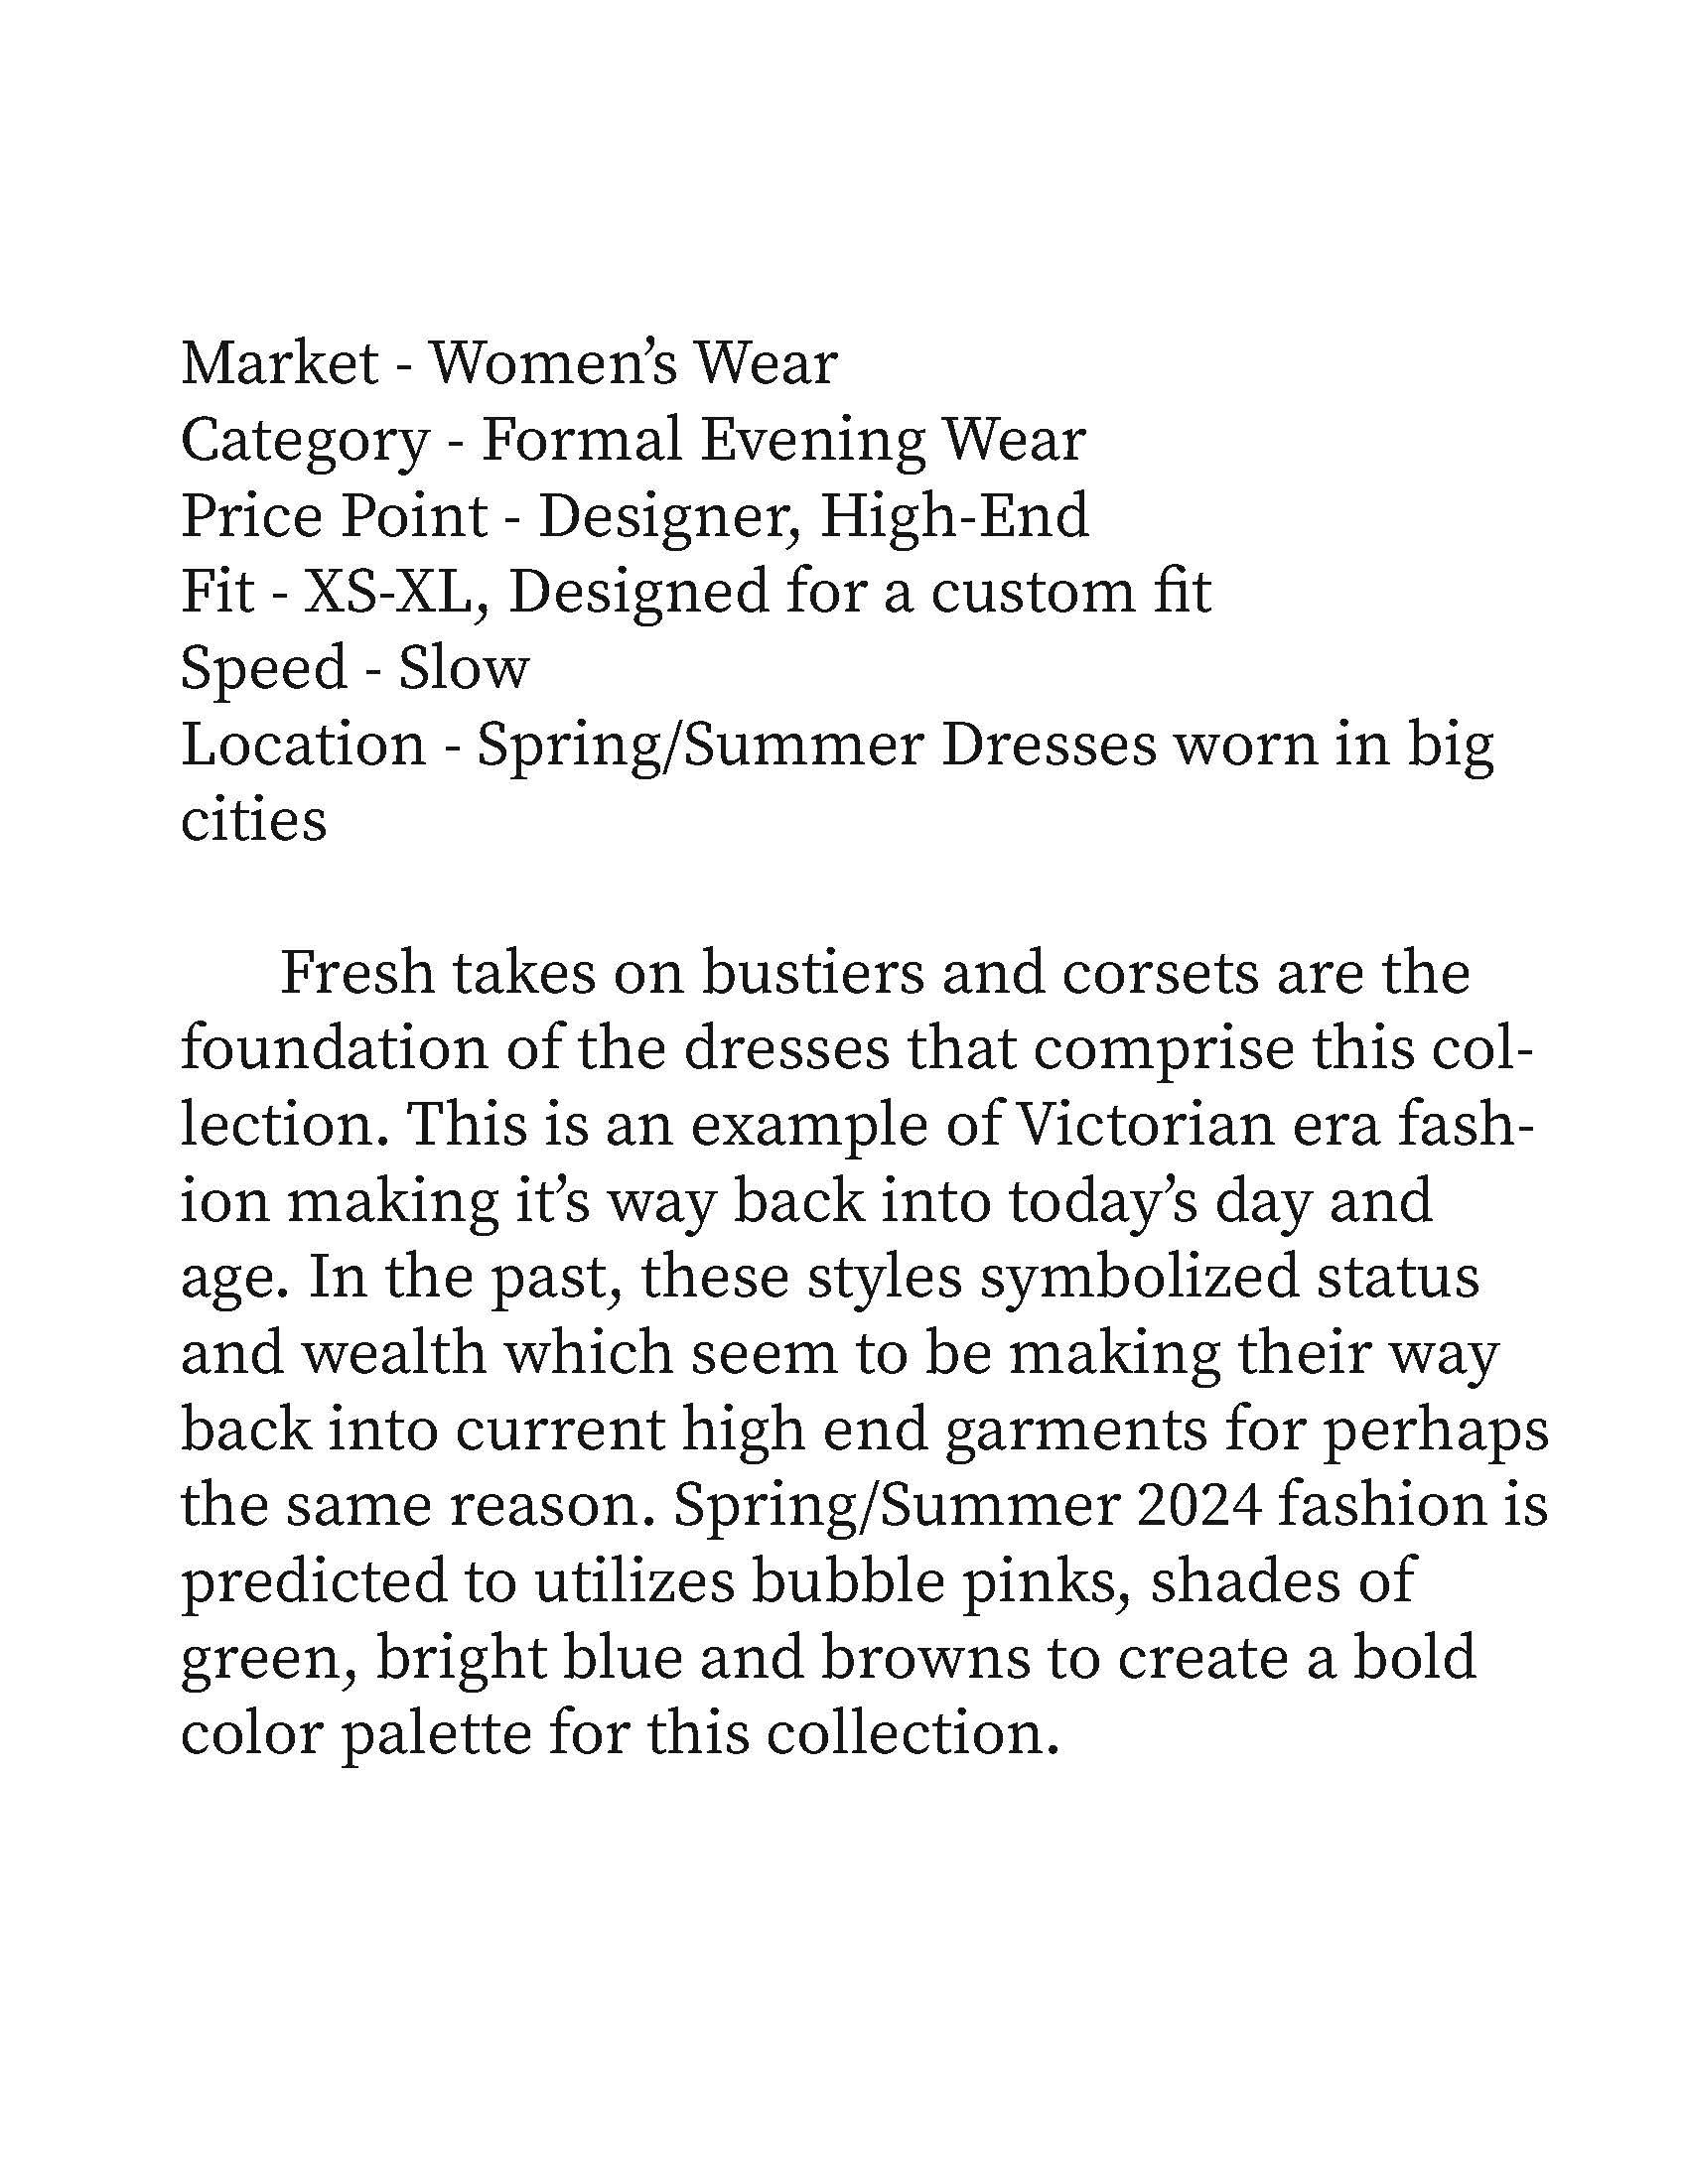 Market - Women’s Wear
Category - Formal Evening Wear
Price Point - Designer, High-End
Fit - XS-XL, Designed for a custom fit
Speed - Slow
Location - Spring/Summer Dresses worn in big
cities
Fresh takes on bustiers and corsets are the
foundation of the dresses that comprise this col-
lection. This is an example of Victorian era fash-
ion making it’s way back into today’s day and
age. In the past, these styles symbolized status
and wealth which seem to be making their way
back into current high end garments for perhaps
the same reason. Spring/Summer 2024 fashion is
predicted to utilizes bubble pinks, shades of
green, bright blue and browns to create a bold
color palette for this collection.